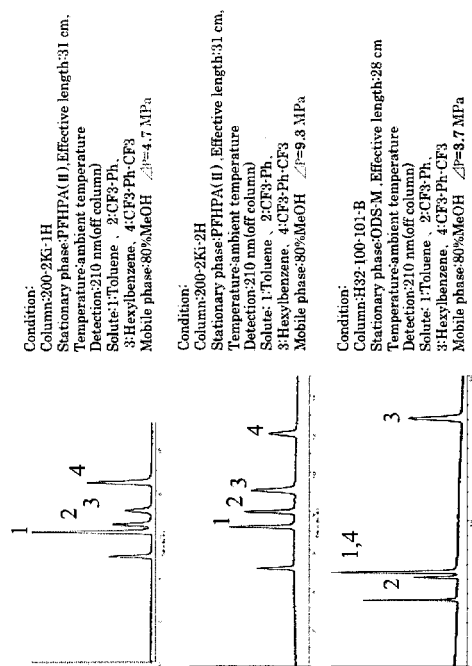 1
2
3
4
Condition:
Column:200-2Ki-1H
Stationary phase:PFHPA(II), Effective length:31 cm.
Temperature:ambient temperature
Detection:210 nm(off column)
Solute:1:Toluene 、 2:CF3-Ph、
3:Hexylbenzene、4:CF3-Ph-CF3
Mobile phase:80%MeOH ⊿P=4.7 MPa
1
2
3
4
Condition:
Column:200-2Ki-2H
Stationary phase:PFHPA(II) ,Effective length:31 cm,
Temperature:ambient temperature
Detection:210 nm(off column)
Solute: 1:Toluene 、 2:CF3-Ph、
3:Hexylbenzene、4:CF3-Ph-CF3
Mobile phase:80%MeOH ⊿P=9.3 MPa
2
1,4
3
Condition:
Column:H32-100-101-B
Stationary phase:ODS-M ,Effective length:28 cm
Temperature:ambient temperature
Detection:210 nm(off column)
Solute: 1:Toluene 、 2:CF3-Ph、
3:Hexylbenzene、4:CF3-Ph-CF3
Mobile phase:80%MeOH ⊿P=3.7 MPa